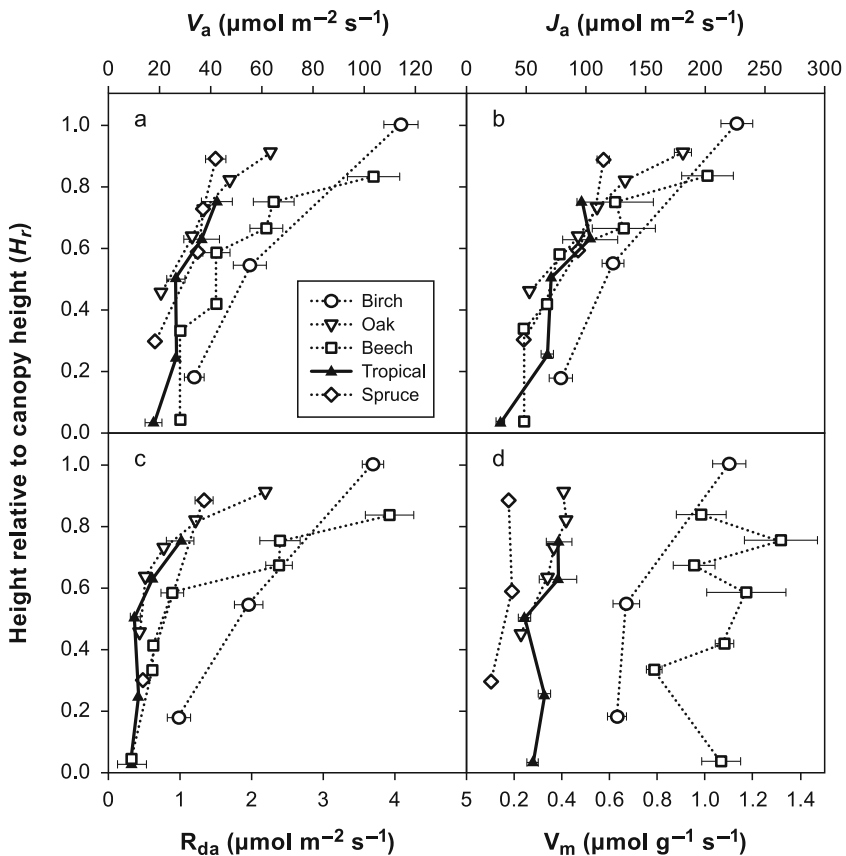 Vₐ (μmol m⁻² s⁻¹)
Jₐ (μmol m⁻² s⁻¹)
0 20 40 60 80 100 120
0 50 100 150 200 250 300
Height relative to canopy height (Hᵣ)
a
b
1.0
0.8
0.6
0.4
0.2
0.0
Birch
Oak
Beech
Tropical
Spruce
c
d
1.0
0.8
0.6
0.4
0.2
0.0
0 1 2 3 4 5
0.2 0.4 0.6 0.8 1.0 1.2 1.4
R_da (μmol m⁻² s⁻¹)
Vₘ (μmol g⁻¹ s⁻¹)